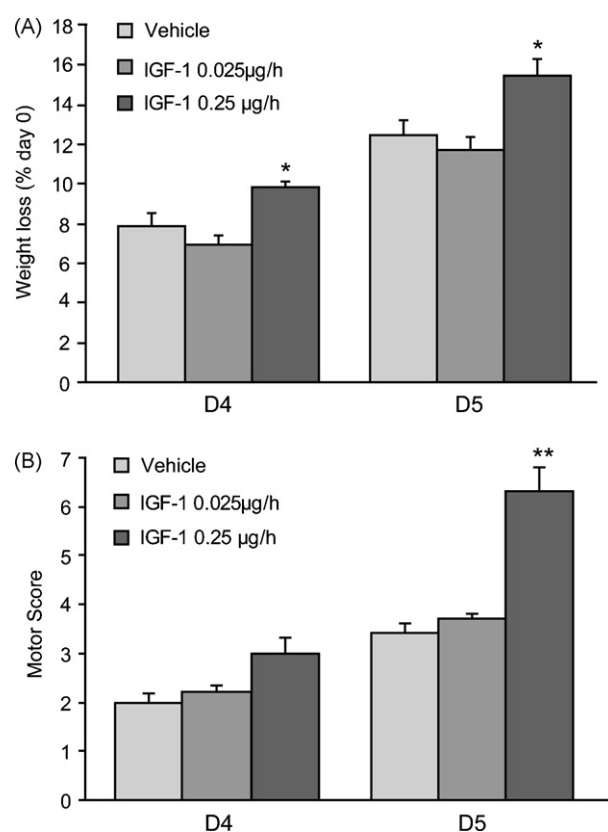 (A)
Vehicle
IGF-1 0.025µg/h
IGF-1 0.25 µg/h
Weight loss (% day 0)
18
16
14
12
10
8
6
4
2
0
*
*
D4
D5
(B)
Vehicle
IGF-1 0.025µg/h
IGF-1 0.25 µg/h
Motor Score
7
6
5
4
3
2
1
0
**
D4
D5